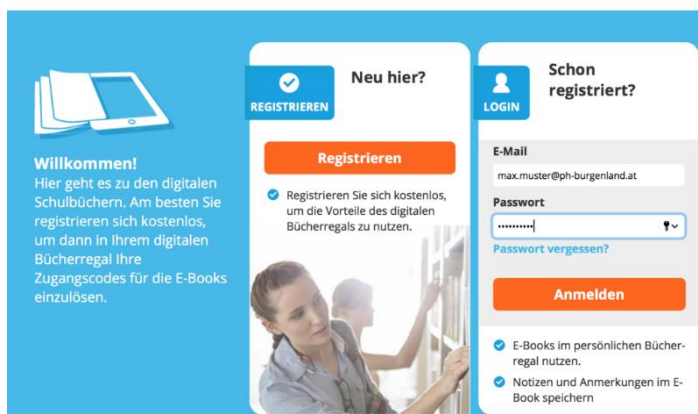 Willkommen!
Hier geht es zu den digitalen
Schulbüchern. Am besten Sie
registrieren sich kostenlos,
um dann in Ihrem digitalen
Bücherregal Ihre
Zugangscodes für die E-Books
einzulösen.
REGISTRIEREN
Neu hier?
Registrieren
Registrieren Sie sich kostenlos,
um die Vorteile des digitalen
Bücherregals zu nutzen.
LOGIN
Schon
registriert?
E-Mail
max.muster@ph-burgenland.at
Passwort
Passwort vergessen?
Anmelden
E-Books im persönlichen Bücher-
regal nutzen.
Notizen und Anmerkungen im E-
Book speichern